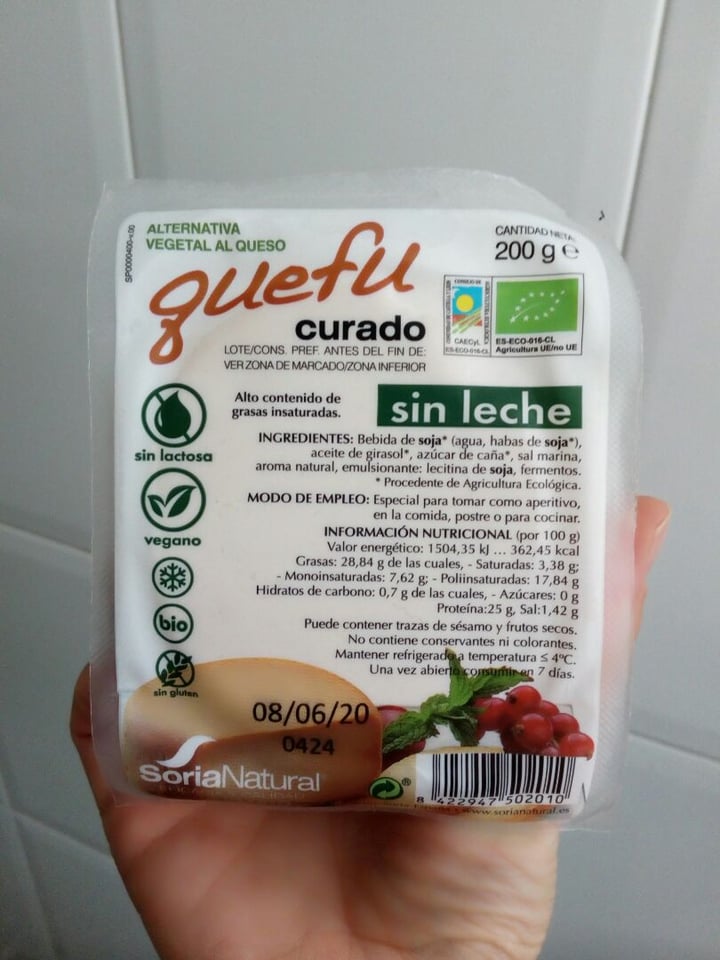 SP0000400-v.00
ALTERNATIVA
VEGETAL AL QUESO
quefu
curado
CANTIDAD NETA
200 g e
LOTE/CONS. PREF. ANTES DEL FIN DE:
VER ZONA DE MARCADO/ZONA INFERIOR
CONSEJO DE
CAECyL
ES-ECO-016-CL
ES-ECO-016-CL
Agricultura UE/no UE
Alto contenido de
grasas insaturadas.
sin leche
sin lactosa
vegano
bio
sin gluten
INGREDIENTES: Bebida de soja* (agua, habas de soja*),
aceite de girasol*, azúcar de caña*, sal marina,
aroma natural, emulsionante: lecitina de soja, fermentos.
* Procedente de Agricultura Ecológica.
MODO DE EMPLEO: Especial para tomar como aperitivo,
en la comida, postre o para cocinar.
INFORMACIÓN NUTRICIONAL (por 100 g)
Valor energético: 1504,35 kJ ... 362,45 kcal
Grasas: 28,84 g de las cuales, - Saturadas: 3,38 g;
- Monoinsaturadas: 7,62 g; - Poliinsaturadas: 17,84 g
Hidratos de carbono: 0,7 g de las cuales, - Azúcares: 0 g
Proteína:25 g, Sal:1,42 g
Puede contener trazas de sésamo y frutos secos.
No contiene conservantes ni colorantes.
Mantener refrigerado a temperatura ≤ 4ºC.
Una vez abierto consumir en 7 días.
08/06/20
0424
SoriaNatural
®
8 422947 502010
www.sorianatural.es